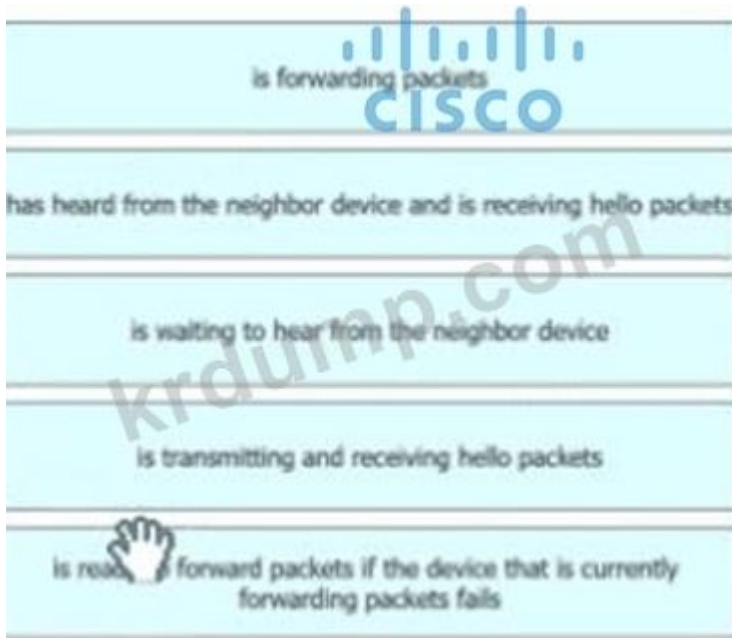 CISCO
is forwarding packets
has heard from the neighbor device and is receiving hello packets
is waiting to hear from the neighbor device
krdump.com
is transmitting and receiving hello packets
is forward packets if the device that is currently
forwarding packets fails